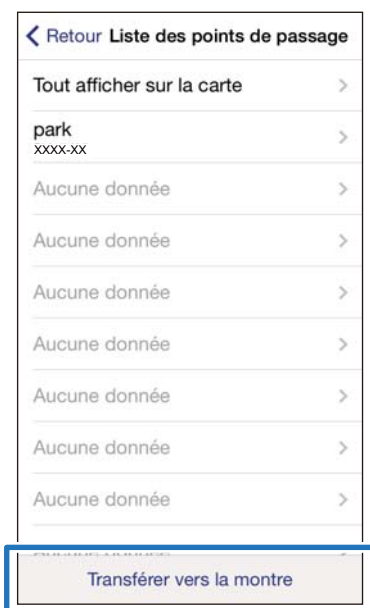 Retour Liste des points de passage
Tout afficher sur la carte
park
XXXX-XX
Aucune donnée
Aucune donnée
Aucune donnée
Aucune donnée
Aucune donnée
Aucune donnée
Aucune donnée
Transférer vers la montre